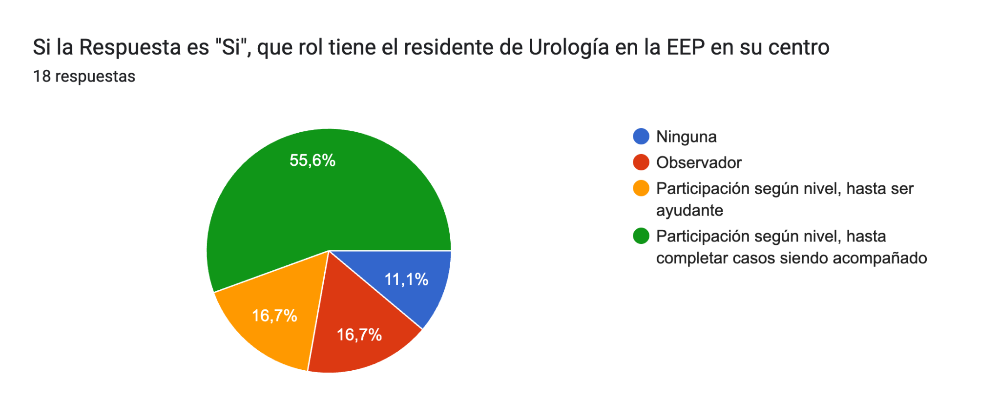 Si la Respuesta es "Si", que rol tiene el residente de Urología en la EEP en su centro
18 respuestas
55,6%
11,1%
16,7%
16,7%
Ninguna
Observador
Participación según nivel, hasta ser
ayudante
Participación según nivel, hasta
completar casos siendo acompañado